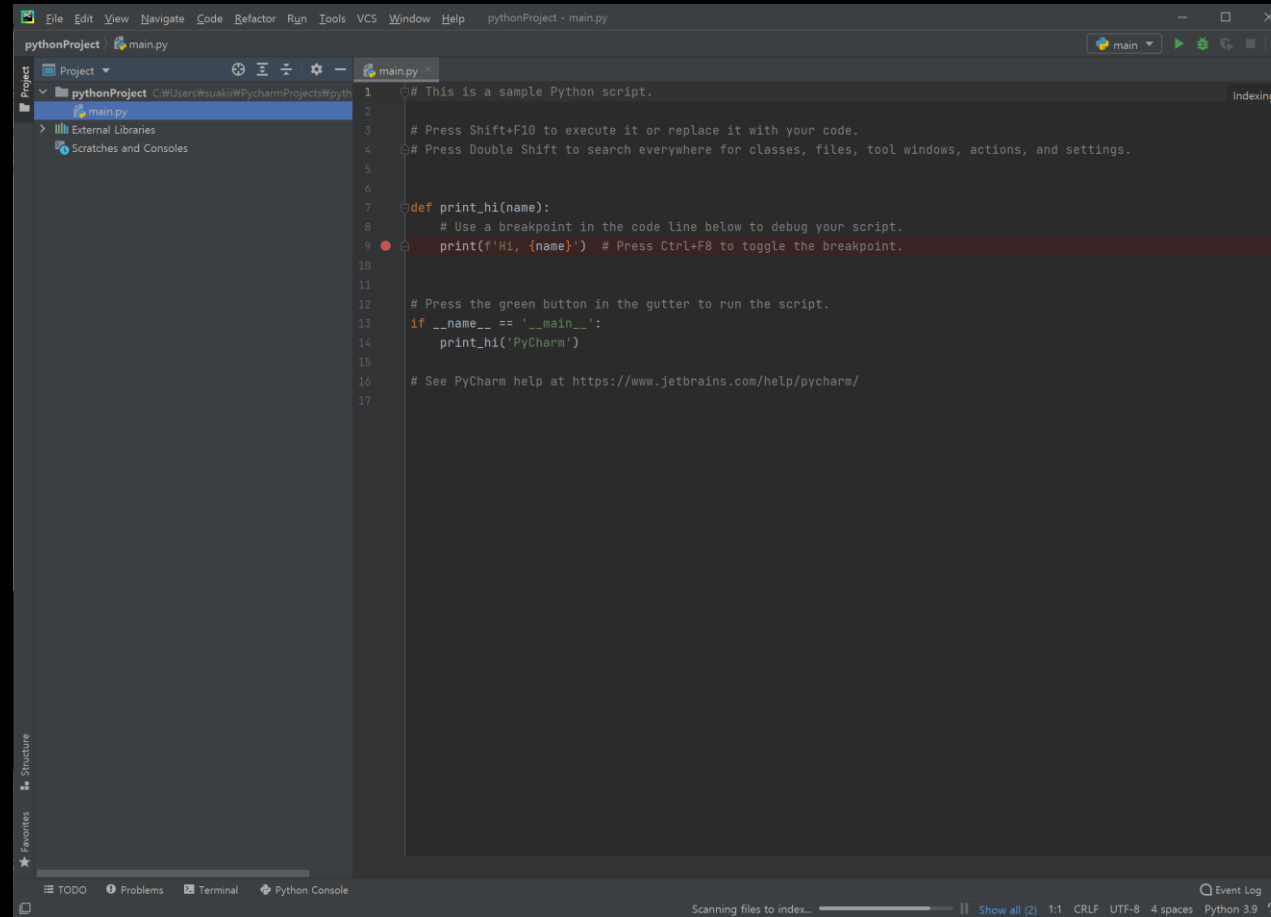 File Edit View Navigate Code Refactor Run Tools VCS Window Help pythonProject - main.py
pythonProject main.py
main
Project
Project
main.py
pythonProject C:₩Users₩suakii₩PycharmProjects₩pyth
main.py
External Libraries
Scratches and Consoles
1 # This is a sample Python script.
Indexing
2
3 # Press Shift+F10 to execute it or replace it with your code.
4 # Press Double Shift to search everywhere for classes, files, tool windows, actions, and settings.
5
6
7 def print_hi(name):
8     # Use a breakpoint in the code line below to debug your script.
9     print(f'Hi, {name}')  # Press Ctrl+F8 to toggle the breakpoint.
10
11
12 # Press the green button in the gutter to run the script.
13 if __name__ == '__main__':
14     print_hi('PyCharm')
15
16 # See PyCharm help at https://www.jetbrains.com/help/pycharm/
17
Structure
Favorites
TODO Problems Terminal Python Console Event Log
Scanning files to index... Show all (2) 1:1 CRLF UTF-8 4 spaces Python 3.9